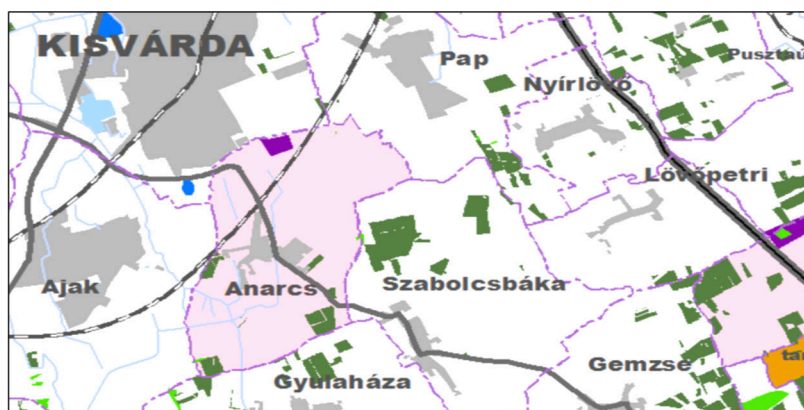 KISVÁRDA
Pap
Nyírlövő
Lövőpetri
Ajak
Anarcs
Szabolcsbáka
Gyulaháza
Gemzse